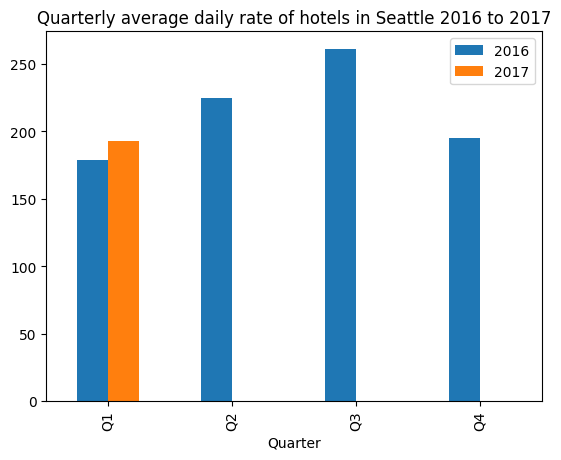 Quarterly average daily rate of hotels in Seattle 2016 to 2017
2016
2017
250
200
150
100
50
0
Q1
Q2
Q3
Q4
Quarter